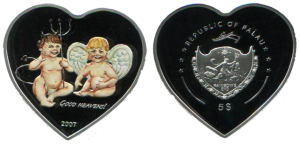 GOOD HEAVENS!
2007
REPUBLIC OF PALAU
5$